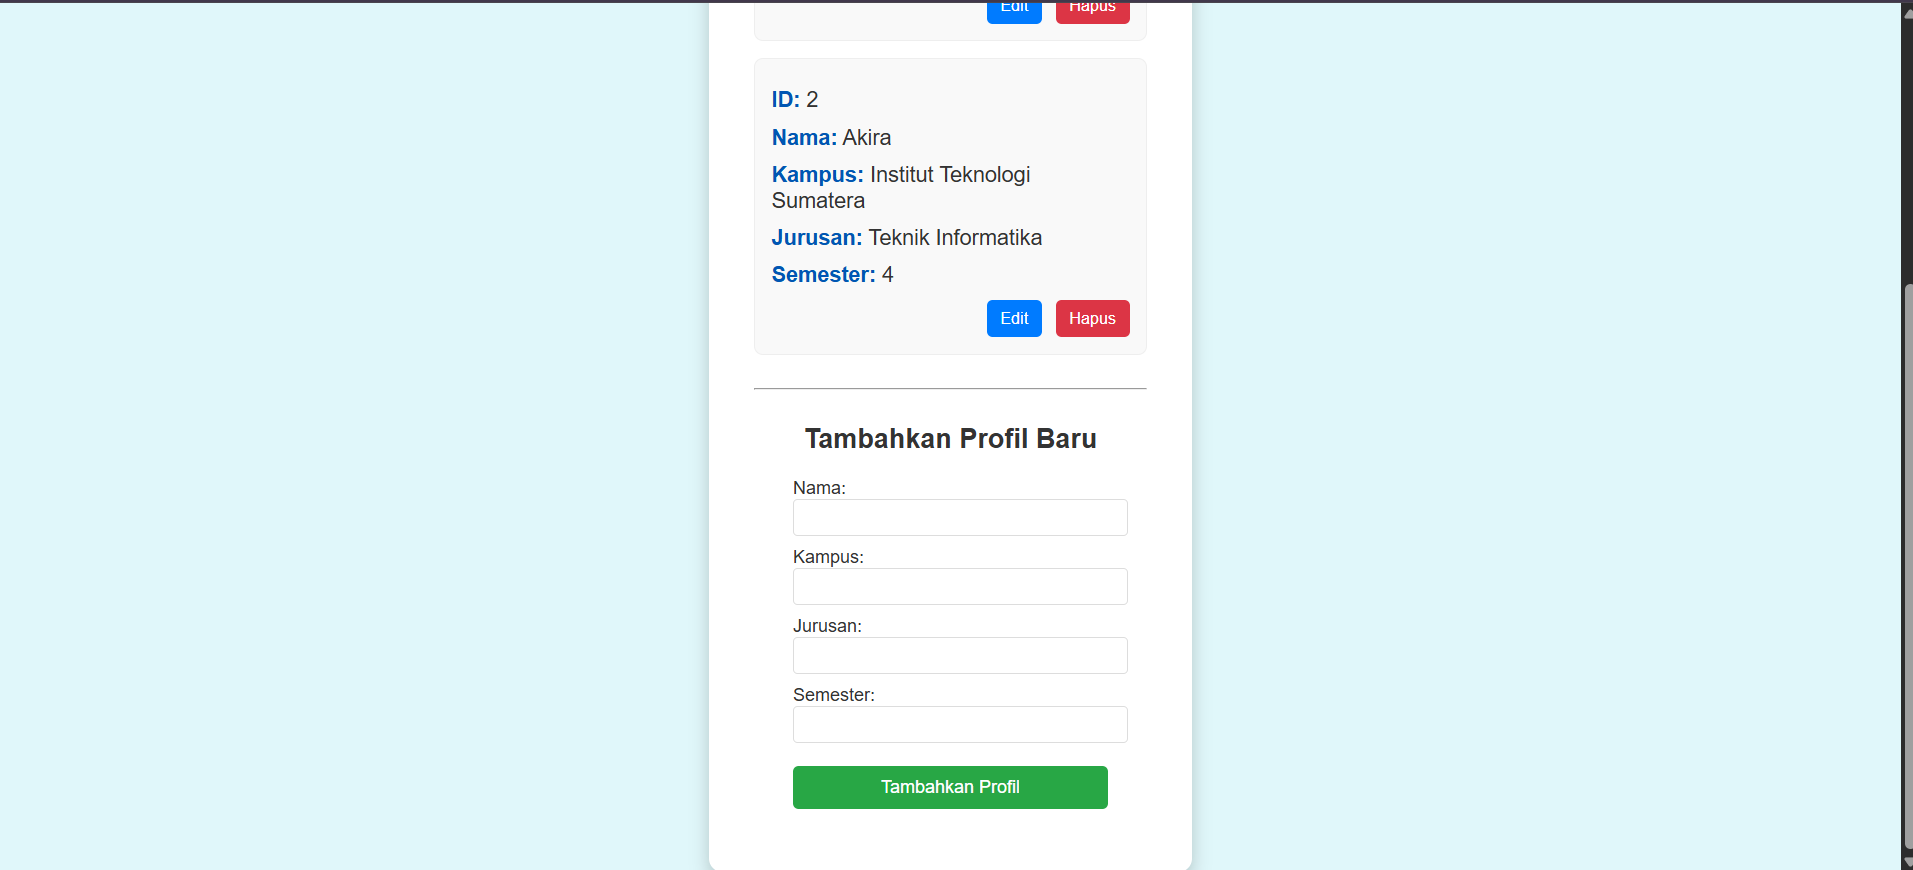 Edit Hapus
ID: 2
Nama: Akira
Kampus: Institut Teknologi
Sumatera
Jurusan: Teknik Informatika
Semester: 4
Edit Hapus
Tambahkan Profil Baru
Nama:
Kampus:
Jurusan:
Semester:
Tambahkan Profil